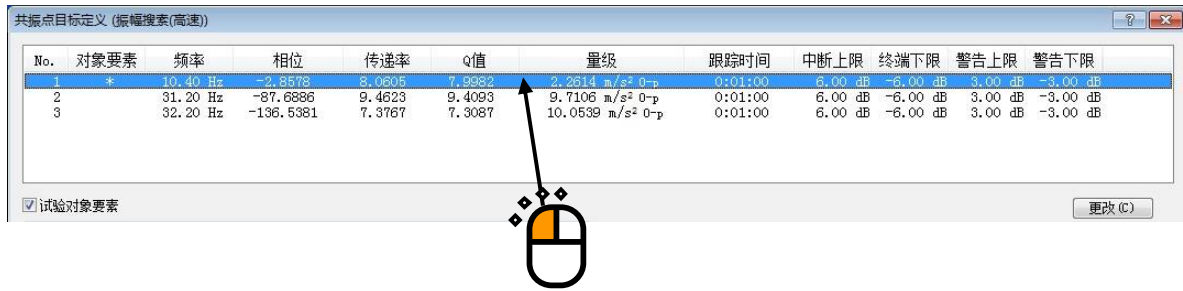 共振点目标定义 (振幅搜索(高速))
No. 对象要素 频率 相位 传递率 Q值 量级 跟踪时间 中断上限 终端下限 警告上限 警告下限
1 * 10.40 Hz -2.8578 8.0605 7.9982 2.2614 m/s² 0-p 0:01:00 6.00 dB -6.00 dB 3.00 dB -3.00 dB
2 31.20 Hz -87.6886 9.4623 9.4093 9.7106 m/s² 0-p 0:01:00 6.00 dB -6.00 dB 3.00 dB -3.00 dB
3 32.20 Hz -136.5381 7.3767 7.3087 10.0539 m/s² 0-p 0:01:00 6.00 dB -6.00 dB 3.00 dB -3.00 dB
试验对象要素
更改(C)